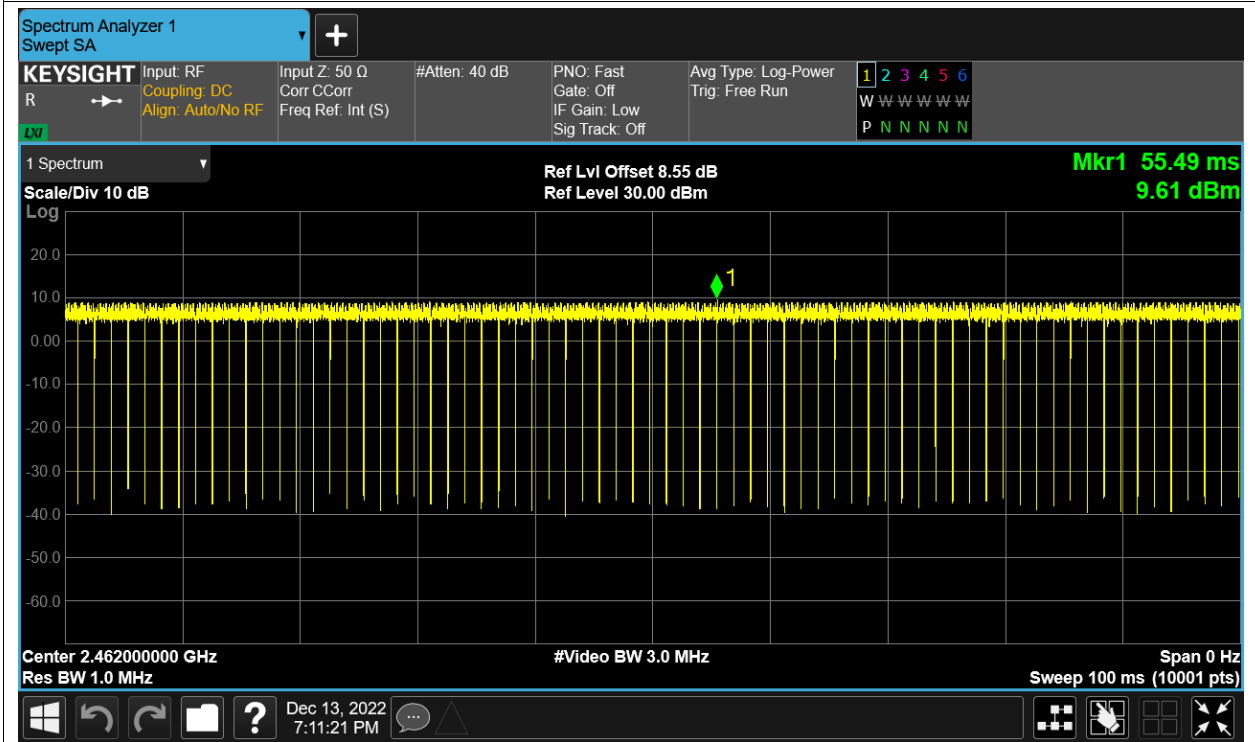 Spectrum Analyzer 1
Swept SA
KEYSIGHT
R
LXI
Input: RF
Coupling: DC
Align: Auto/No RF
Input Z: 50 Ω
Corr CCorr
Freq Ref: Int (S)
#Atten: 40 dB
PNO: Fast
Gate: Off
IF Gain: Low
Sig Track: Off
Avg Type: Log-Power
Trig: Free Run
1 2 3 4 5 6
W W W W W W
P N N N N N
1 Spectrum
Scale/Div 10 dB
Log
Ref Lvl Offset 8.55 dB
Ref Level 30.00 dBm
Mkr1 55.49 ms
9.61 dBm
20.0
10.0
0.00
-10.0
-20.0
-30.0
-40.0
-50.0
-60.0
1
Center 2.462000000 GHz
Res BW 1.0 MHz
#Video BW 3.0 MHz
Span 0 Hz
Sweep 100 ms (10001 pts)
?
Dec 13, 2022
7:11:21 PM